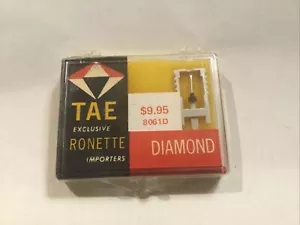 TAE
EXCLUSIVE
RONETTE
IMPORTERS
$9.95
8061D
DIAMOND